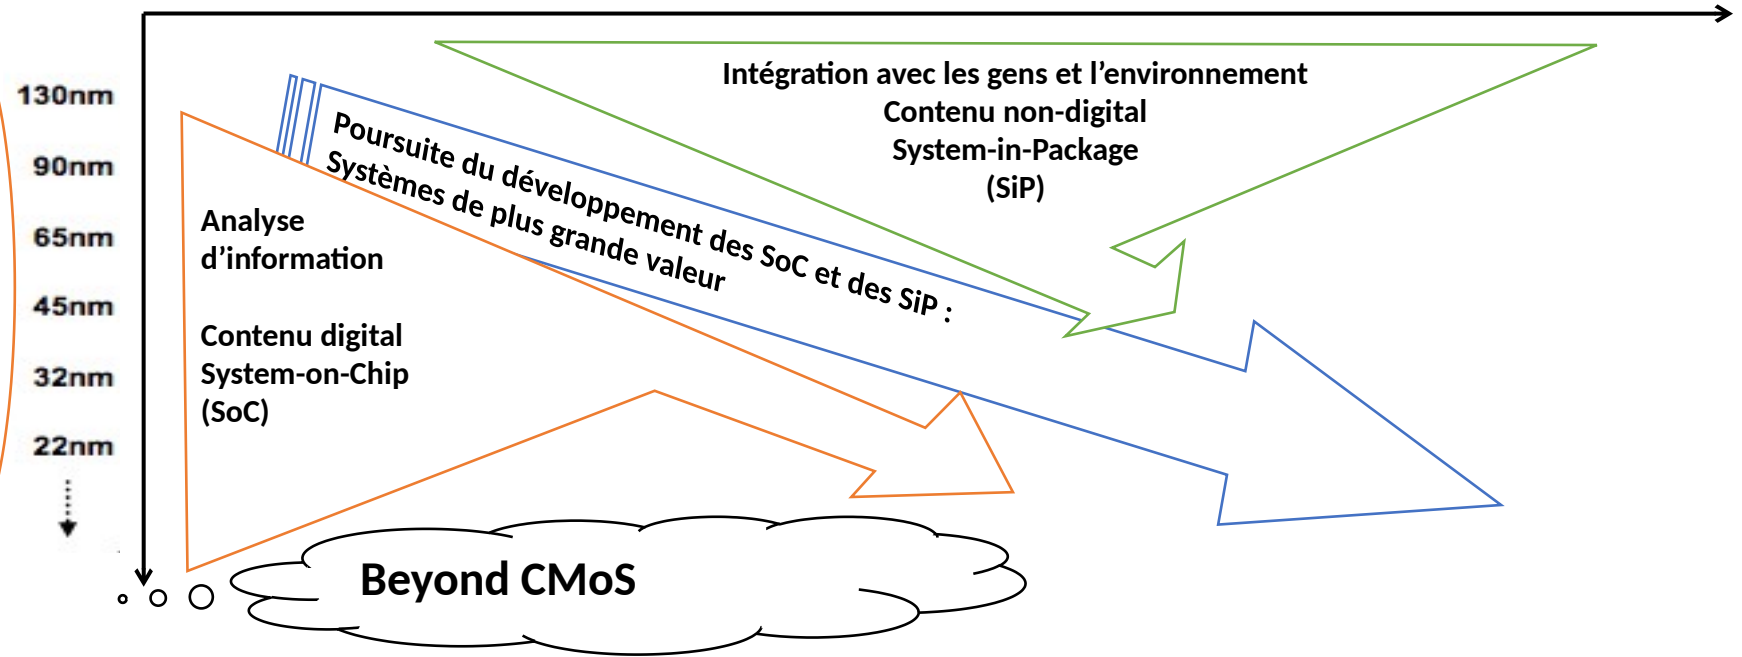 Intégration avec les gens et l’environnement
Contenu non-digital
System-in-Package
(SiP)
130nm
90nm
65nm
45nm
32nm
22nm
Poursuite du développement des SoC et des SiP :
Systèmes de plus grande valeur
Analyse
d’information
Contenu digital
System-on-Chip
(SoC)
Beyond CMoS